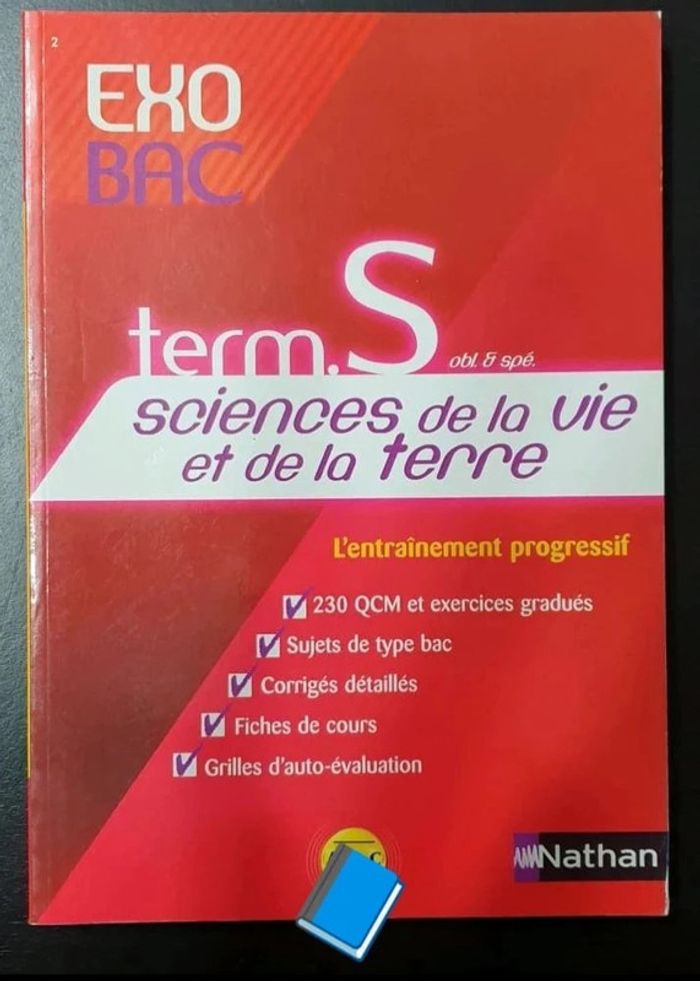 2
EXO
BAC
term.S
obl. & spé.
sciences de la vie
et de la terre
L'entraînement progressif
230 QCM et exercices gradués
Sujets de type bac
Corrigés détaillés
Fiches de cours
Grilles d'auto-évaluation
Nathan